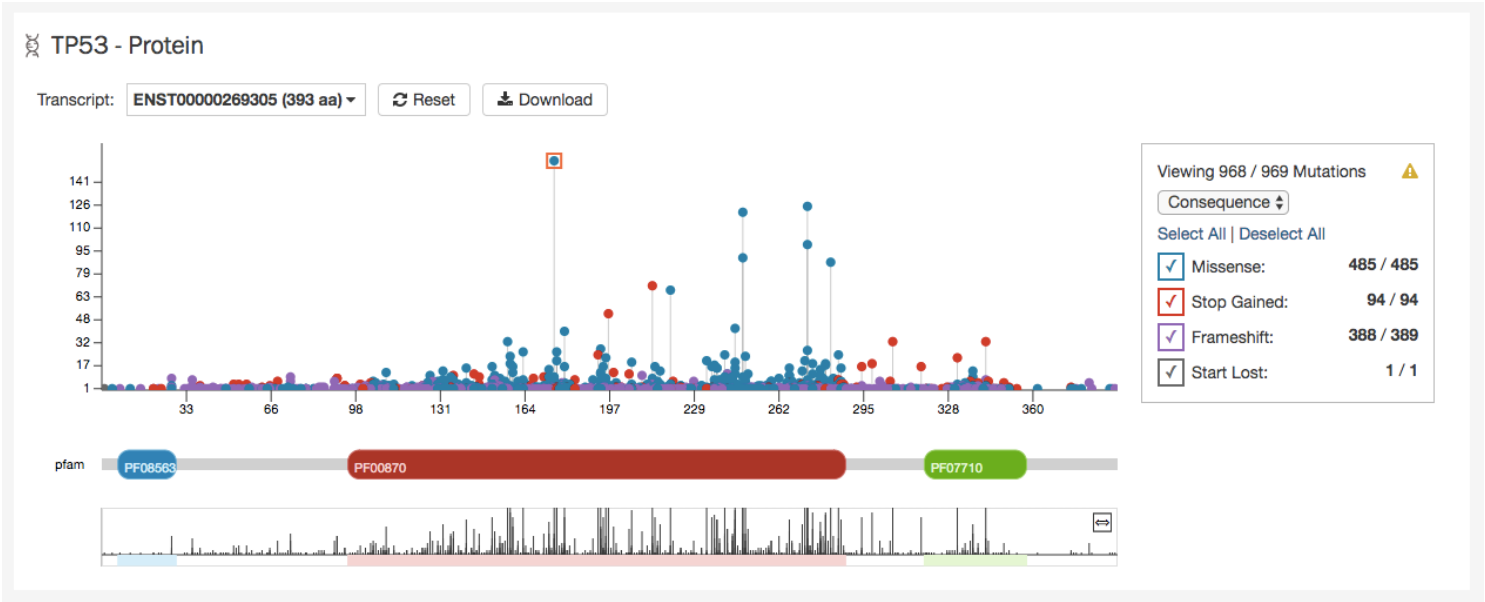 TP53 - Protein
Transcript: ENST00000269305 (393 aa) Reset Download
141
126
110
95
79
63
48
32
17
1
33 66 98 131 164 197 229 262 295 328 360
Viewing 968 / 969 Mutations
Consequence
Select All | Deselect All
Missense: 485 / 485
Stop Gained: 94 / 94
Frameshift: 388 / 389
Start Lost: 1 / 1
pfam PF08563 PF00870 PF07710